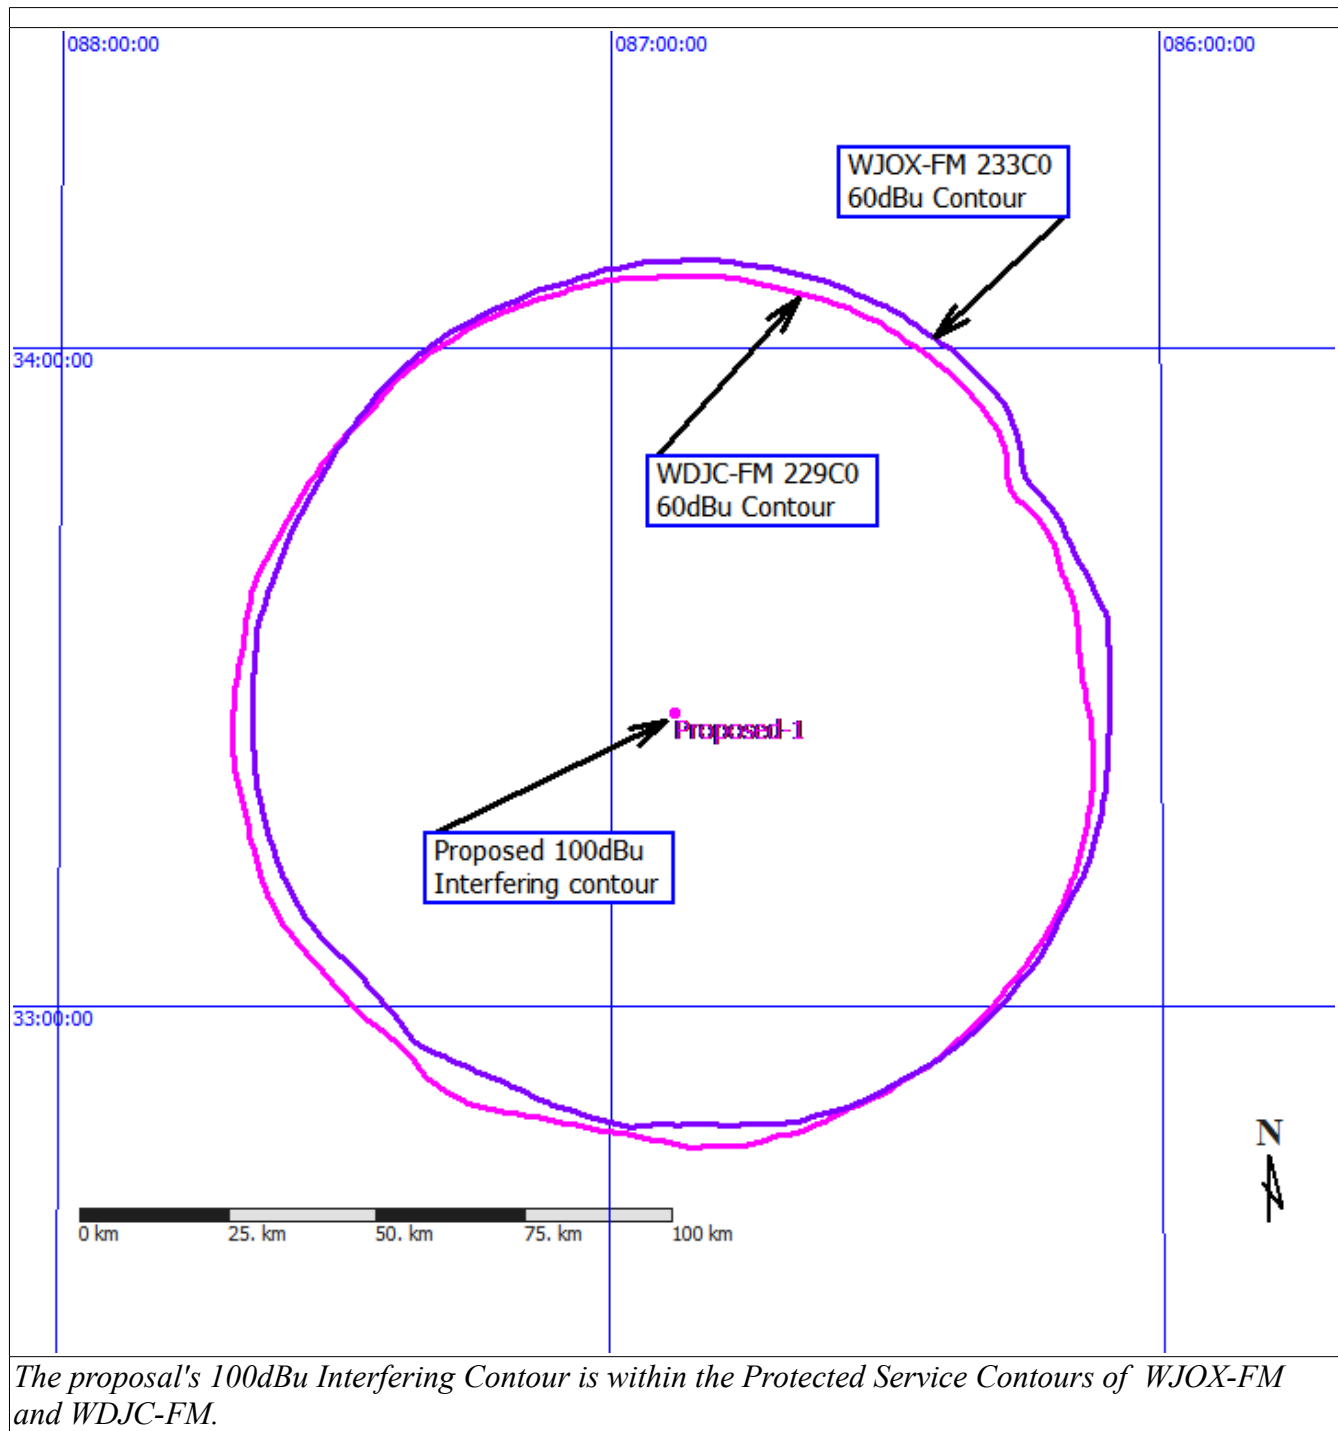 088:00:00
087:00:00
086:00:00
WJOX-FM 233C0
60dBu Contour
34:00:00
WDJC-FM 229C0
60dBu Contour
Proposed-1
Proposed 100dBu
Interfering contour
33:00:00
N
0 km
25. km
50. km
75. km
100 km
The proposal's 100dBu Interfering Contour is within the Protected Service Contours of WJOX-FM
and WDJC-FM.